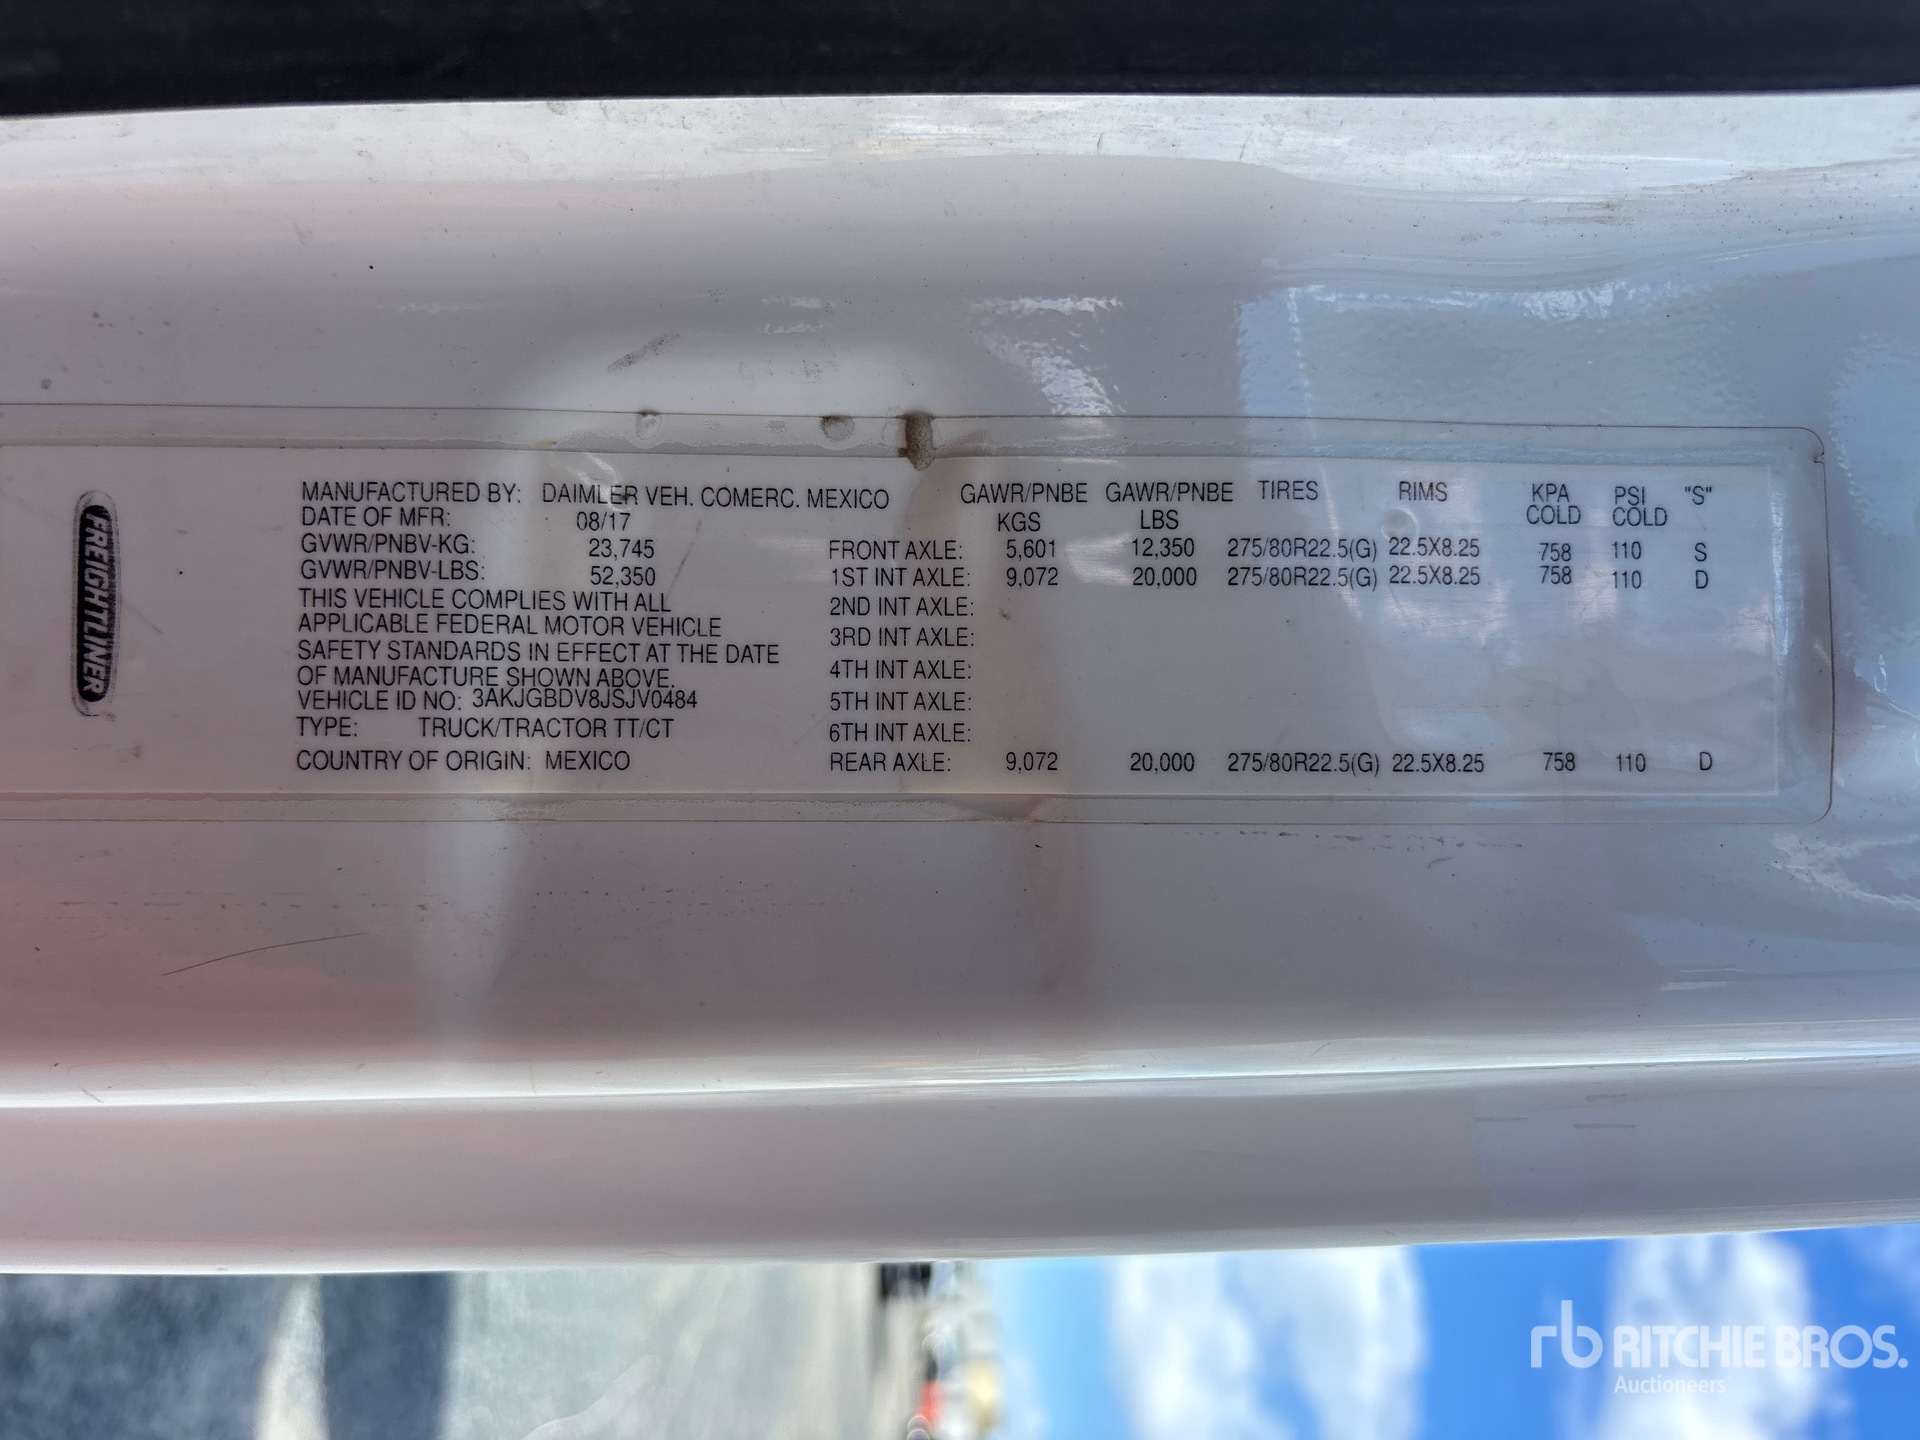 FREIGHTLINER
MANUFACTURED BY: DAIMLER VEH. COMERC. MEXICO
DATE OF MFR: 08/17
GVWR/PNBV-KG: 23,745
GVWR/PNBV-LBS: 52,350
THIS VEHICLE COMPLIES WITH ALL
APPLICABLE FEDERAL MOTOR VEHICLE
SAFETY STANDARDS IN EFFECT AT THE DATE
OF MANUFACTURE SHOWN ABOVE.
VEHICLE ID NO: 3AKJGBDV8JSJV0484
TYPE: TRUCK/TRACTOR TT/CT
COUNTRY OF ORIGIN: MEXICO
GAWR/PNBE GAWR/PNBE TIRES RIMS KPA PSI "S"
KGS LBS COLD COLD
FRONT AXLE: 5,601 12,350 275/80R22.5(G) 22.5X8.25 758 110 S
1ST INT AXLE: 9,072 20,000 275/80R22.5(G) 22.5X8.25 758 110 D
2ND INT AXLE:
3RD INT AXLE:
4TH INT AXLE:
5TH INT AXLE:
6TH INT AXLE:
REAR AXLE: 9,072 20,000 275/80R22.5(G) 22.5X8.25 758 110 D
rb RITCHIE BROS.
Auctioneers